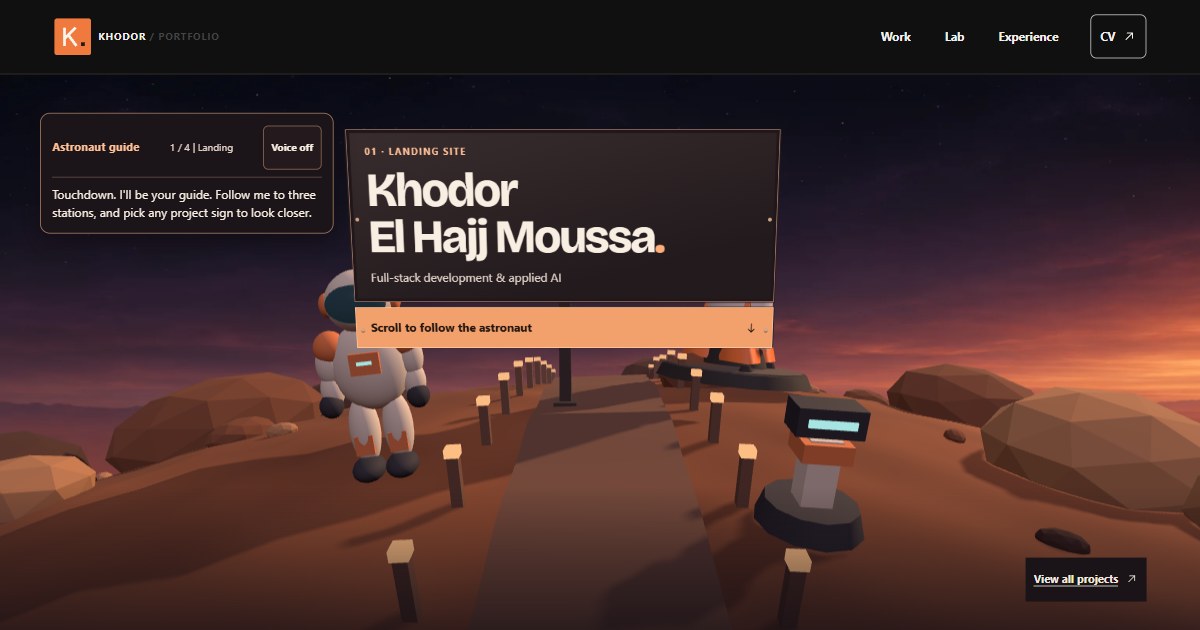 K.
KHODOR / PORTFOLIO
Work
Lab
Experience
CV
Astronaut guide
1 / 4 | Landing
Voice off
Touchdown. I'll be your guide. Follow me to three
stations, and pick any project sign to look closer.
01 - LANDING SITE
Khodor
El Hajj Moussa.
Full-stack development & applied AI
Scroll to follow the astronaut
View all projects